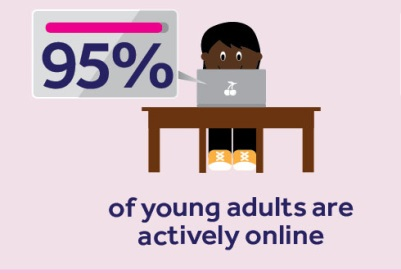 95%
of young adults are
actively online